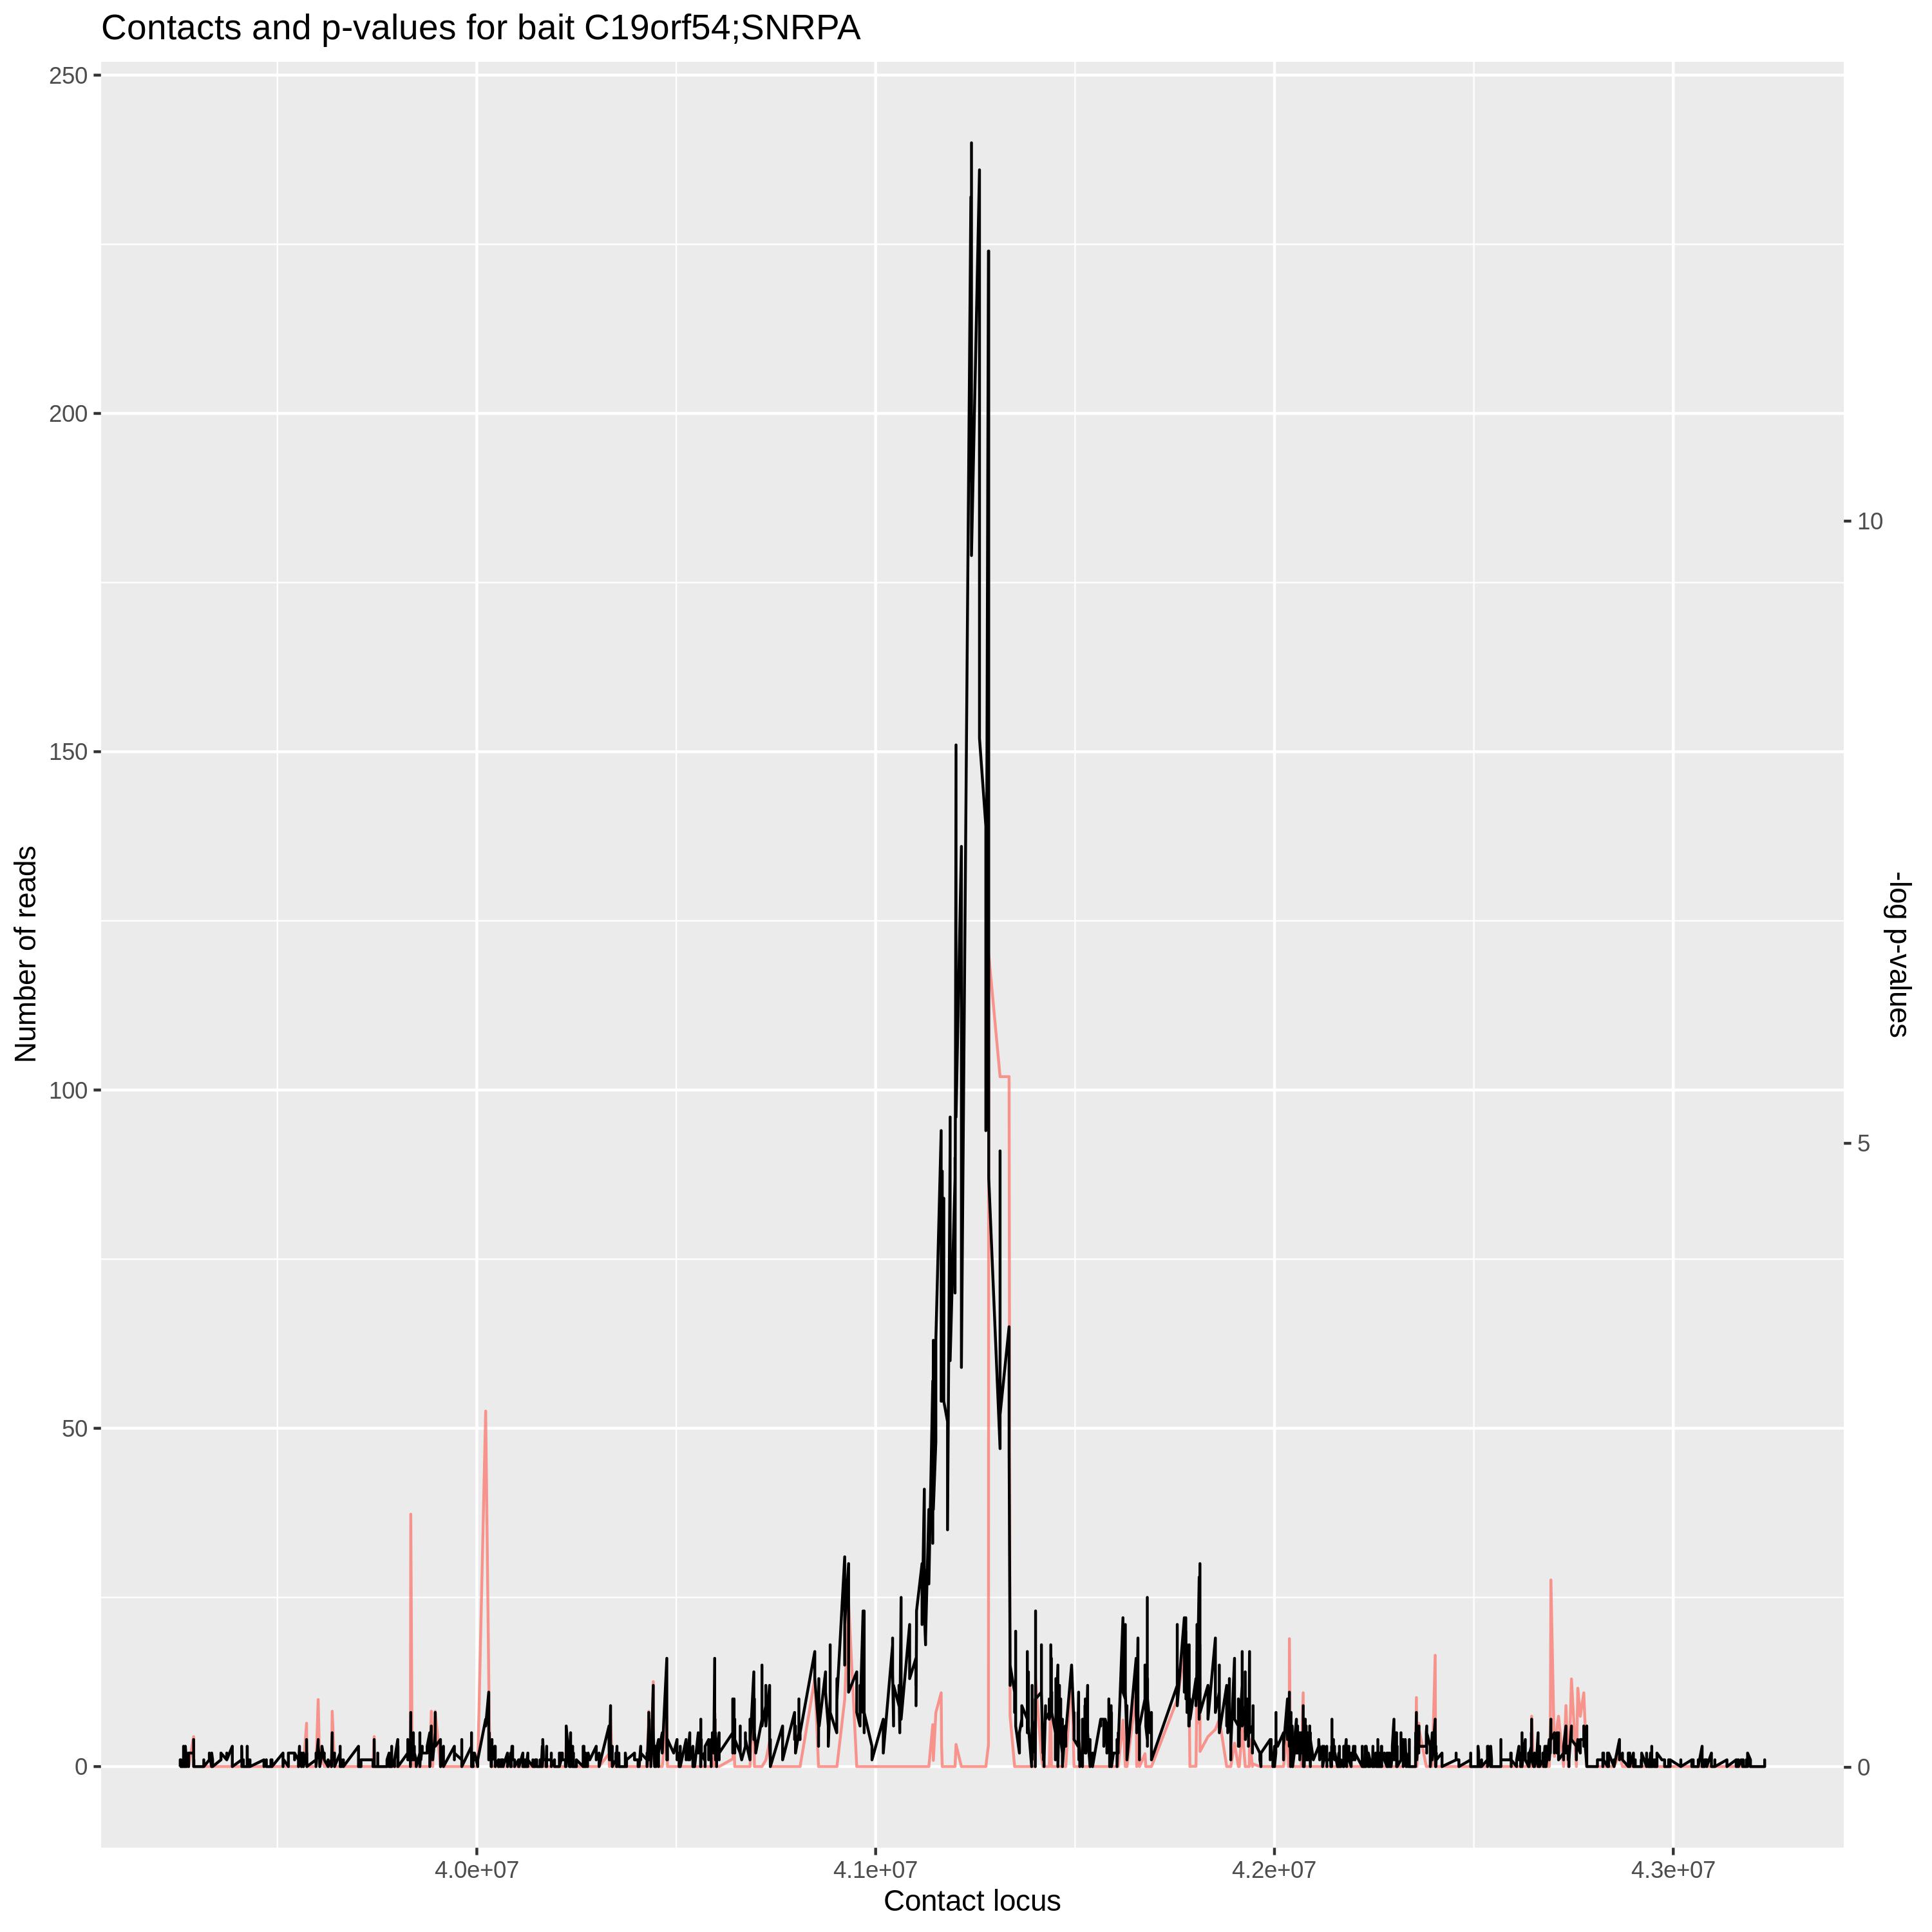 Contacts and p-values for bait C19orf54;SNRPA
250
200
150
100
50
0
Number of reads
10
5
0
-log p-values
4.0e+07 4.1e+07 4.2e+07 4.3e+07
Contact locus